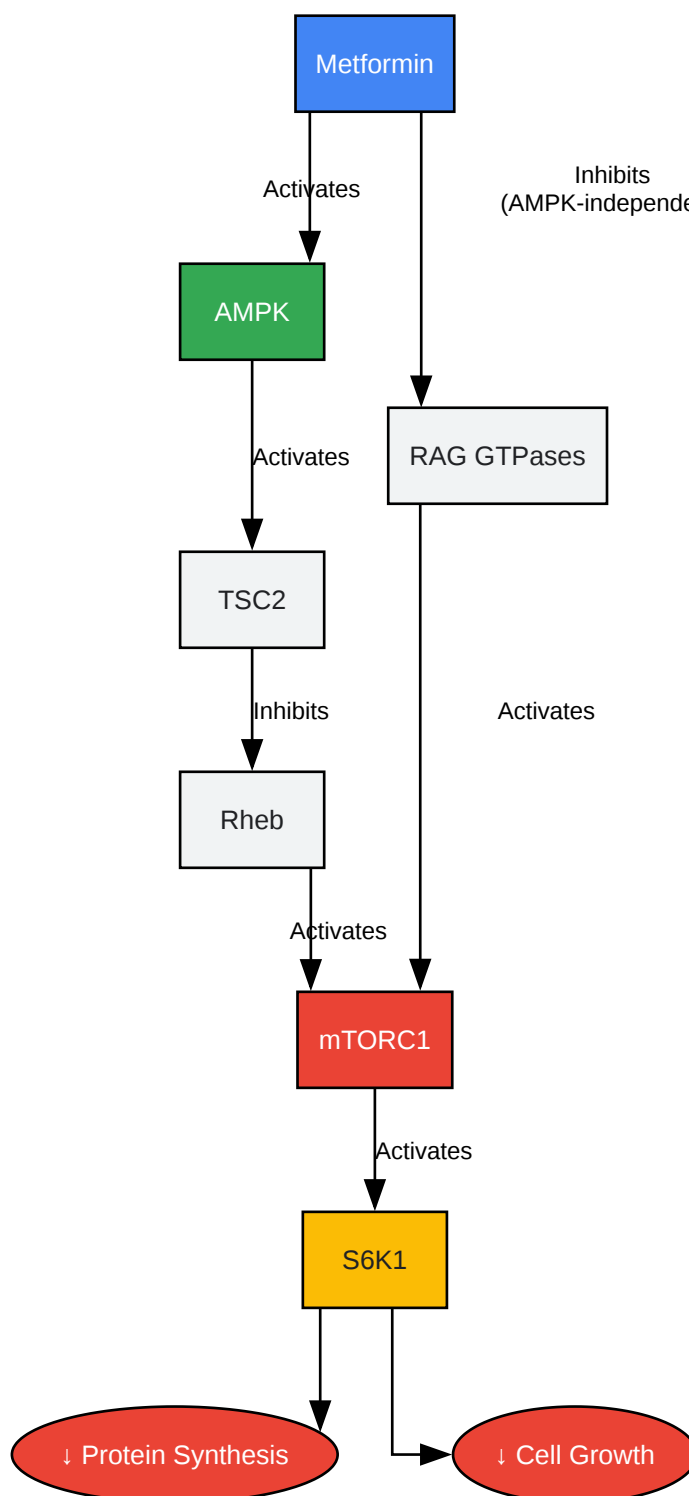 Metformin
Activates
Inhibits
(AMPK-independe
AMPK
Activates
RAG GTPases
TSC2
Inhibits
Activates
Rheb
Activates
mTORC1
Activates
S6K1
↓ Protein Synthesis
↓ Cell Growth